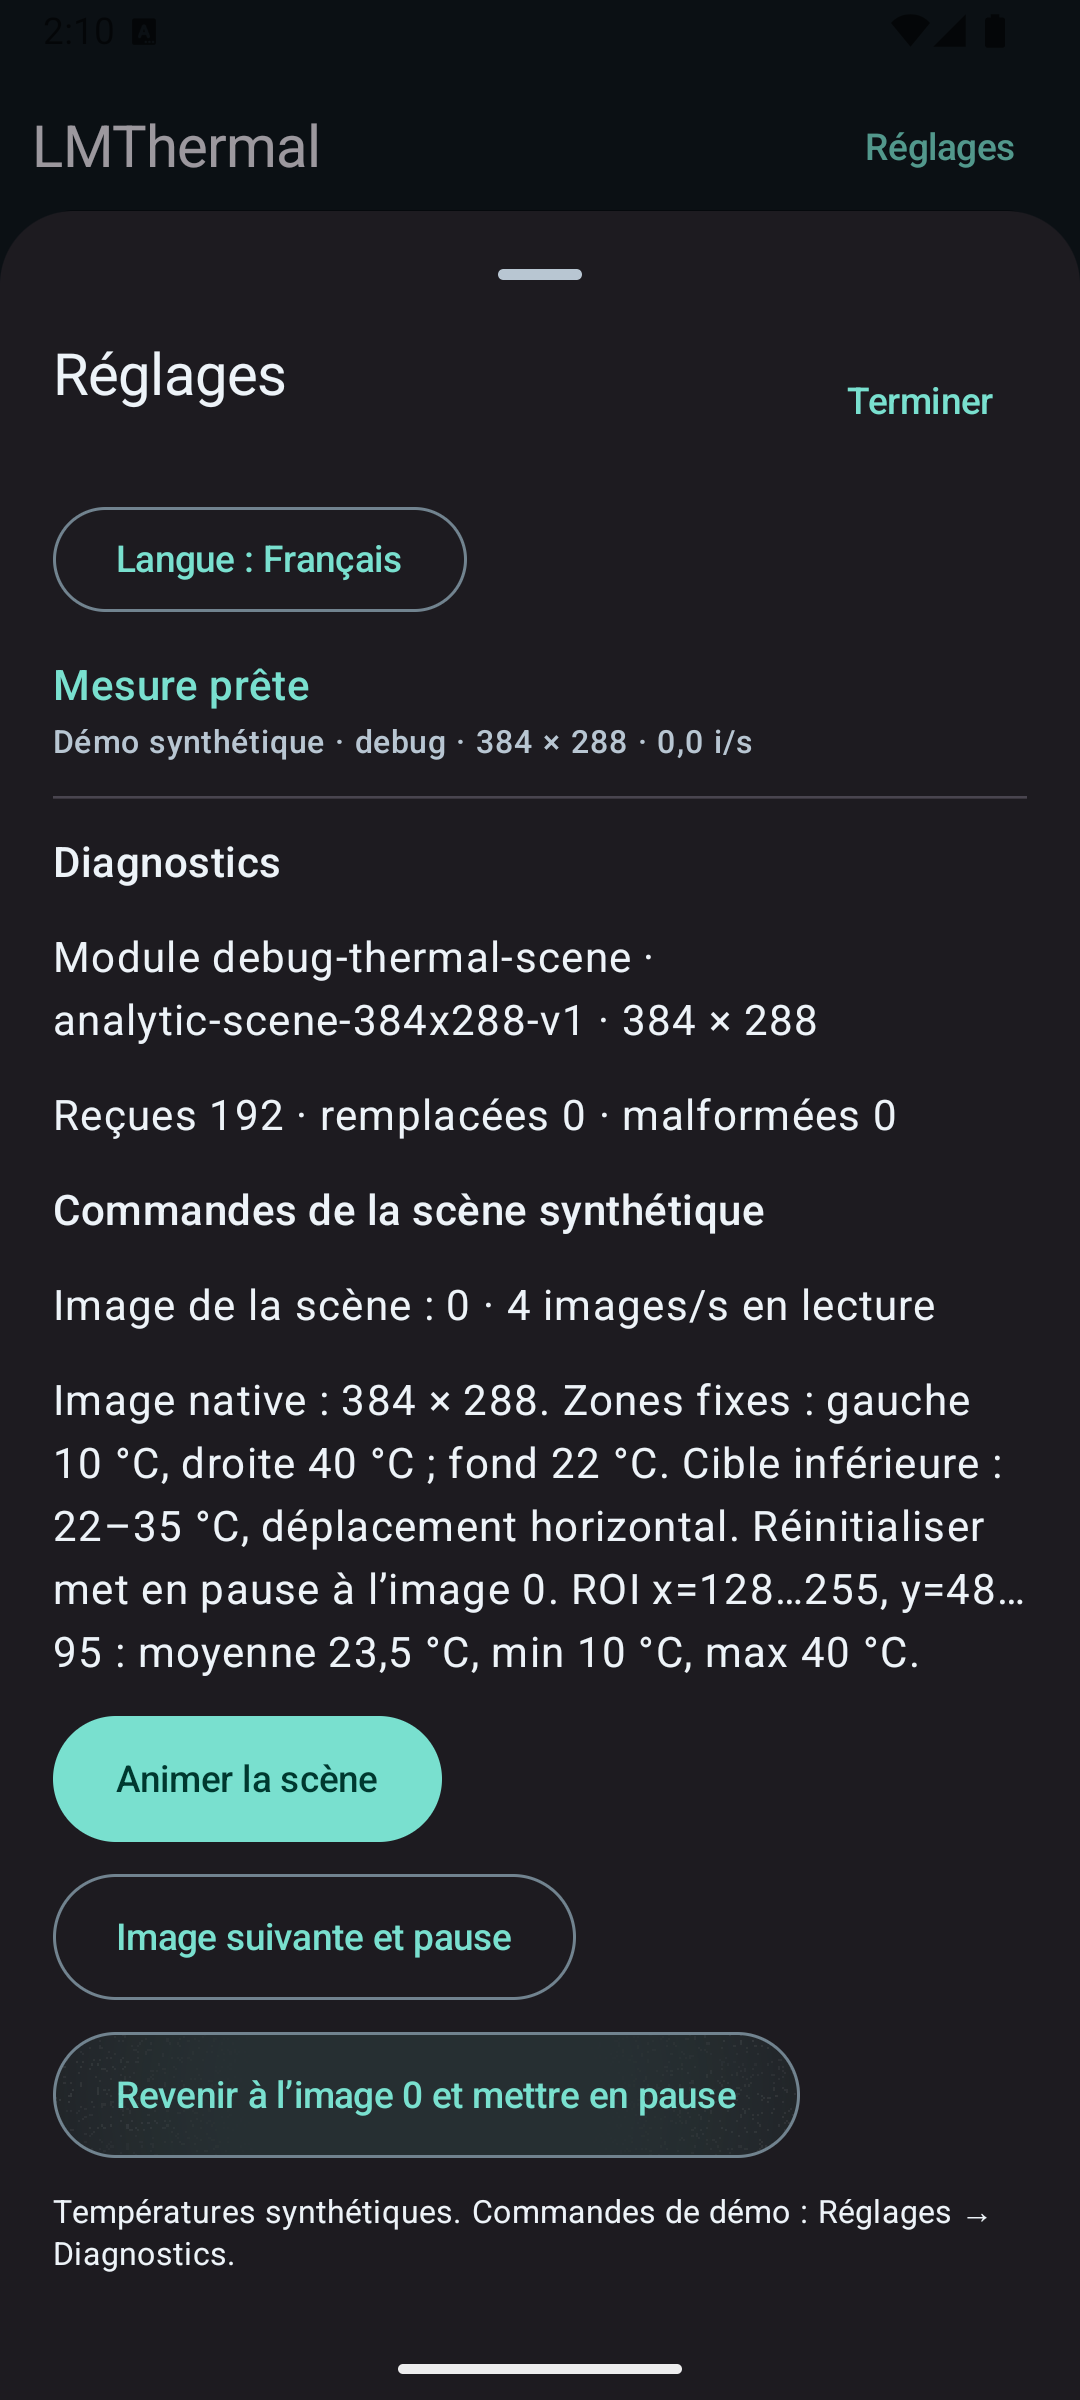 2:10
LMThermal
Réglages
Réglages
Terminer
Langue : Français
Mesure prête
Démo synthétique · debug · 384 × 288 · 0,0 i/s
Diagnostics
Module debug-thermal-scene ·
analytic-scene-384x288-v1 · 384 × 288
Reçues 192 · remplacées 0 · malformées 0
Commandes de la scène synthétique
Image de la scène : 0 · 4 images/s en lecture
Image native : 384 × 288. Zones fixes : gauche
10 °C, droite 40 °C ; fond 22 °C. Cible inférieure :
22–35 °C, déplacement horizontal. Réinitialiser
met en pause à l’image 0. ROI x=128…255, y=48…
95 : moyenne 23,5 °C, min 10 °C, max 40 °C.
Animer la scène
Image suivante et pause
Revenir à l’image 0 et mettre en pause
Températures synthétiques. Commandes de démo : Réglages →
Diagnostics.